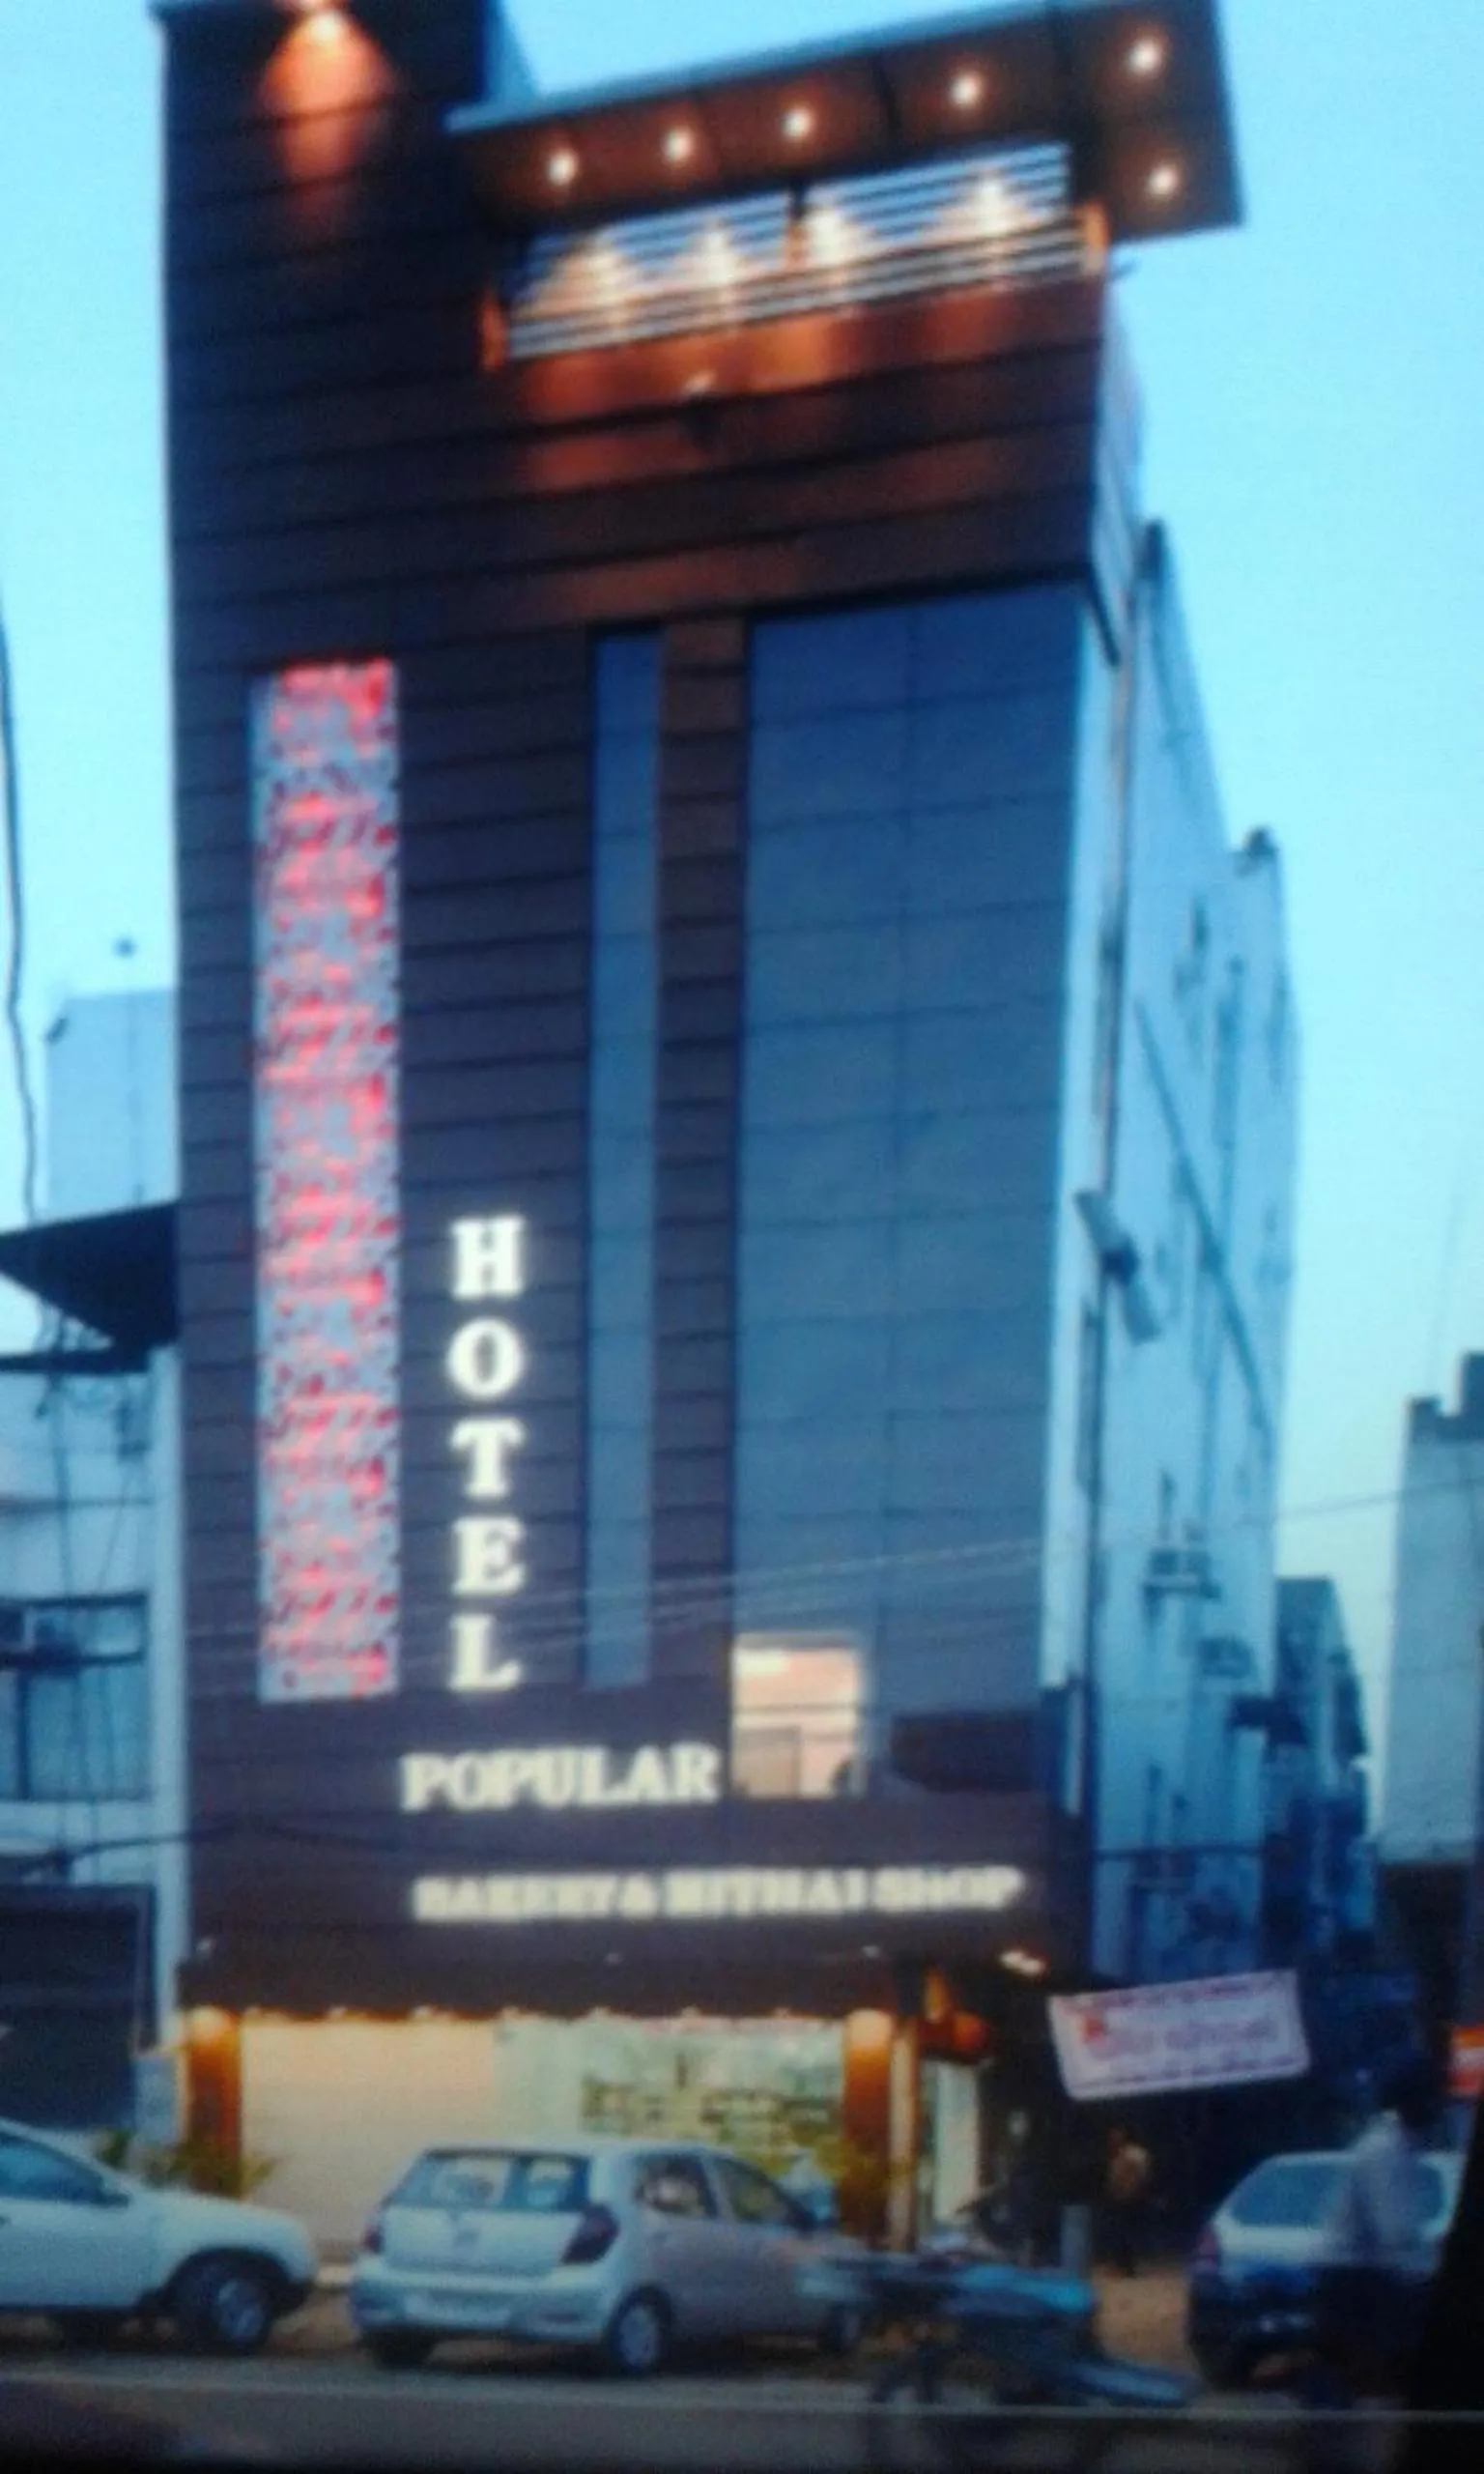 HOTEL
POPULAR
BAKERY & MITHAI SHOP